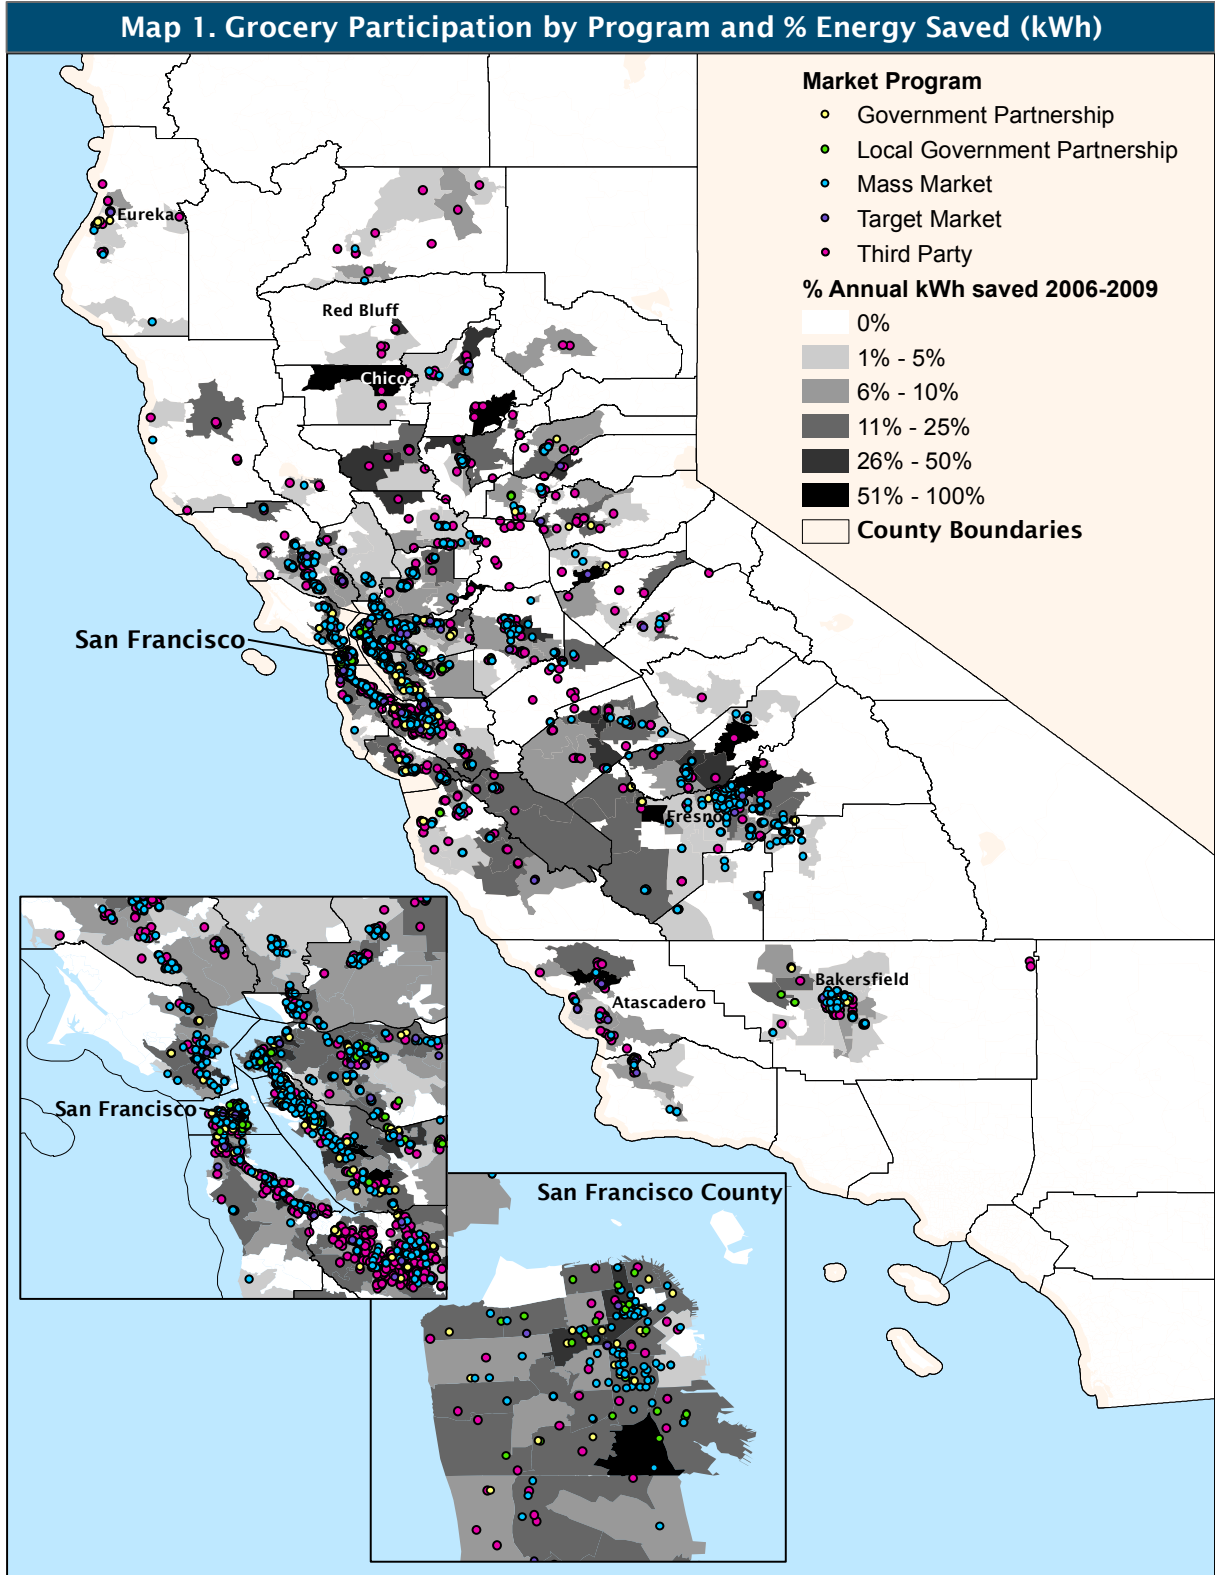 Map 1. Grocery Participation by Program and % Energy Saved (kWh)
Market Program
Government Partnership
Local Government Partnership
Mass Market
Target Market
Third Party
% Annual kWh saved 2006-2009
0%
1% - 5%
6% - 10%
11% - 25%
26% - 50%
51% - 100%
County Boundaries
Eureka
Red Bluff
Chico
San Francisco
Fresno
Atascadero
Bakersfield
San Francisco
San Francisco County